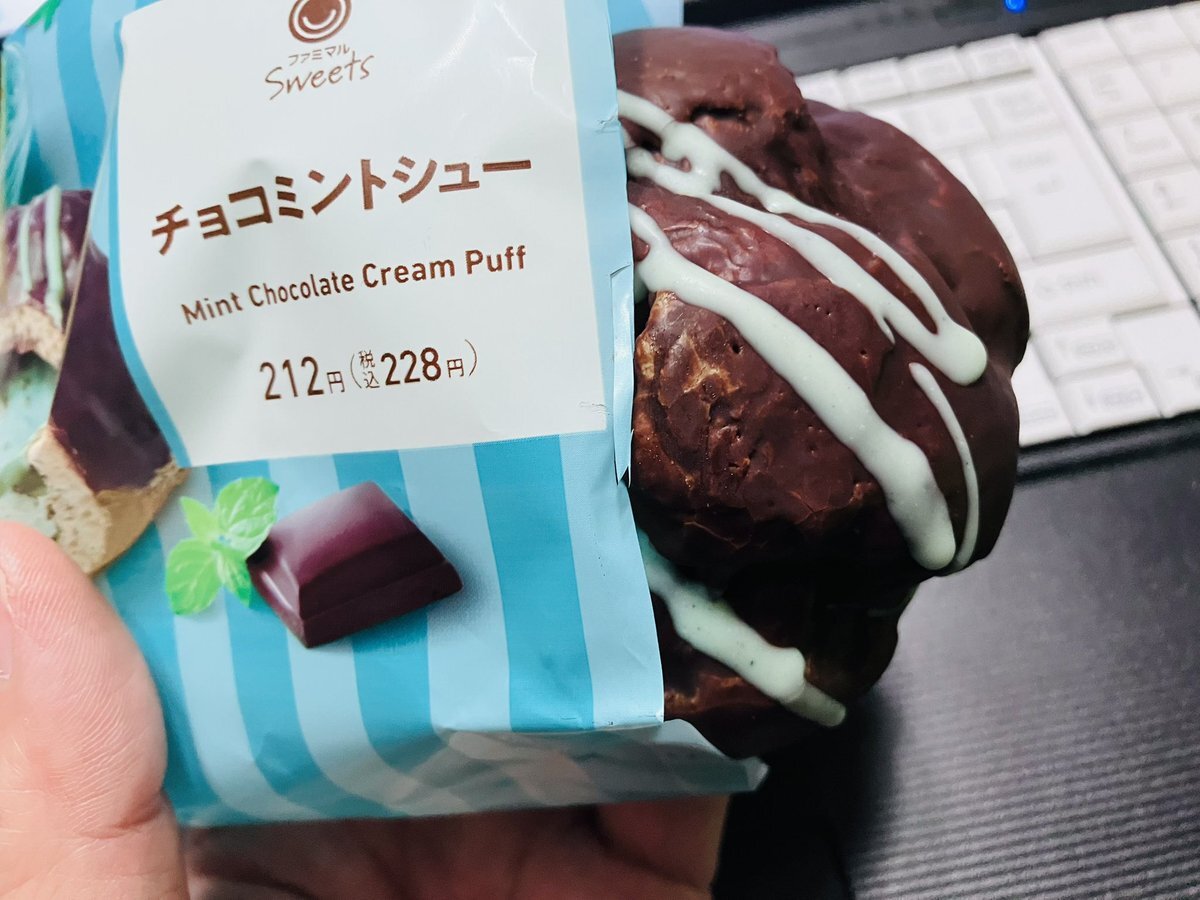 ファミマル
Sweets
チョコミントシュー
Mint Chocolate Cream Puff
212円(税込228円)